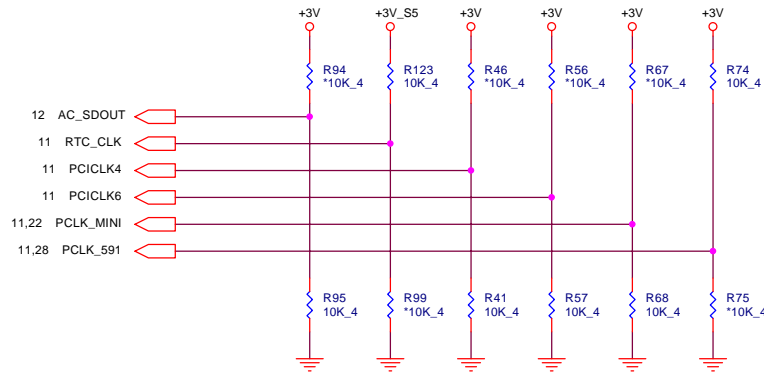 +3V +3V_S5 +3V +3V +3V +3V
R94 R123 R46 R56 R67 R74
*10K_4 10K_4 *10K_4 *10K_4 *10K_4 10K_4
12 AC_SDOUT
11 RTC_CLK
11 PCICLK4
11 PCICLK6
11,22 PCLK_MINI
11,28 PCLK_591
R95 R99 R41 R57 R68 R75
10K_4 *10K_4 10K_4 10K_4 10K_4 *10K_4